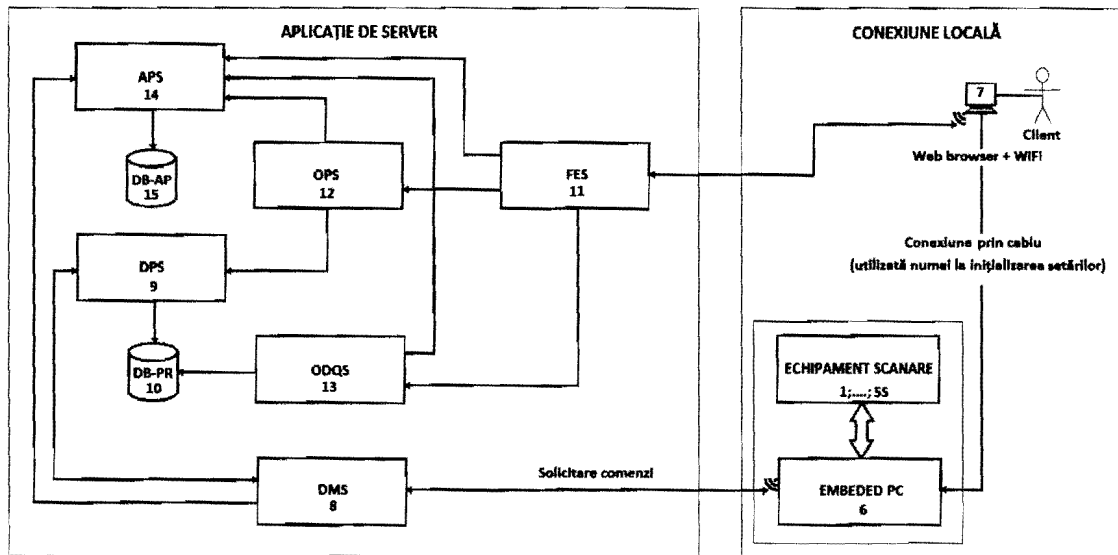 APLICAȚIE DE SERVER
CONEXIUNE LOCALĂ
APS
14
7
Client
Web browser + WIFI
DB-AP
15
OPS
12
FES
11
DPS
9
Conexiune prin cablu
(utilizată numai la inițializarea setărilor)
DB-PR
10
ODQS
13
ECHIPAMENT SCANARE
1;....; 5S
Solicitare comenzi
DMS
8
EMBEDED PC
6